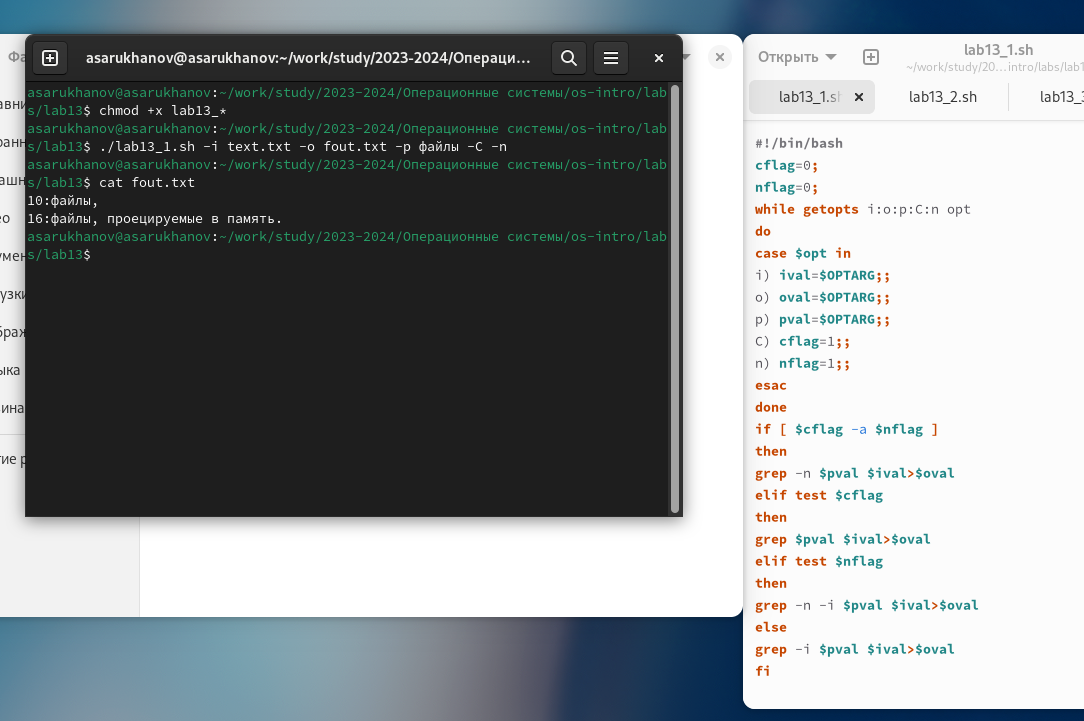 asarukhanov@asarukhanov:~/work/study/2023-2024/Операци…
asarukhanov@asarukhanov:~/work/study/2023-2024/Операционные системы/os-intro/lab
s/lab13$ chmod +x lab13_*
asarukhanov@asarukhanov:~/work/study/2023-2024/Операционные системы/os-intro/lab
s/lab13$ ./lab13_1.sh -i text.txt -o fout.txt -p файлы -C -n
asarukhanov@asarukhanov:~/work/study/2023-2024/Операционные системы/os-intro/lab
s/lab13$ cat fout.txt
10:файлы,
16:файлы, проецируемые в память.
asarukhanov@asarukhanov:~/work/study/2023-2024/Операционные системы/os-intro/lab
s/lab13$
Открыть
lab13_1.sh
~/work/study/20…intro/labs/lab1
lab13_1.sh
lab13_2.sh
lab13_3
#!/bin/bash
cflag=0;
nflag=0;
while getopts i:o:p:C:n opt
do
case $opt in
i) ival=$OPTARG;;
o) oval=$OPTARG;;
p) pval=$OPTARG;;
C) cflag=1;;
n) nflag=1;;
esac
done
if [ $cflag -a $nflag ]
then
grep -n $pval $ival>$oval
elif test $cflag
then
grep $pval $ival>$oval
elif test $nflag
then
grep -n -i $pval $ival>$oval
else
grep -i $pval $ival>$oval
fi